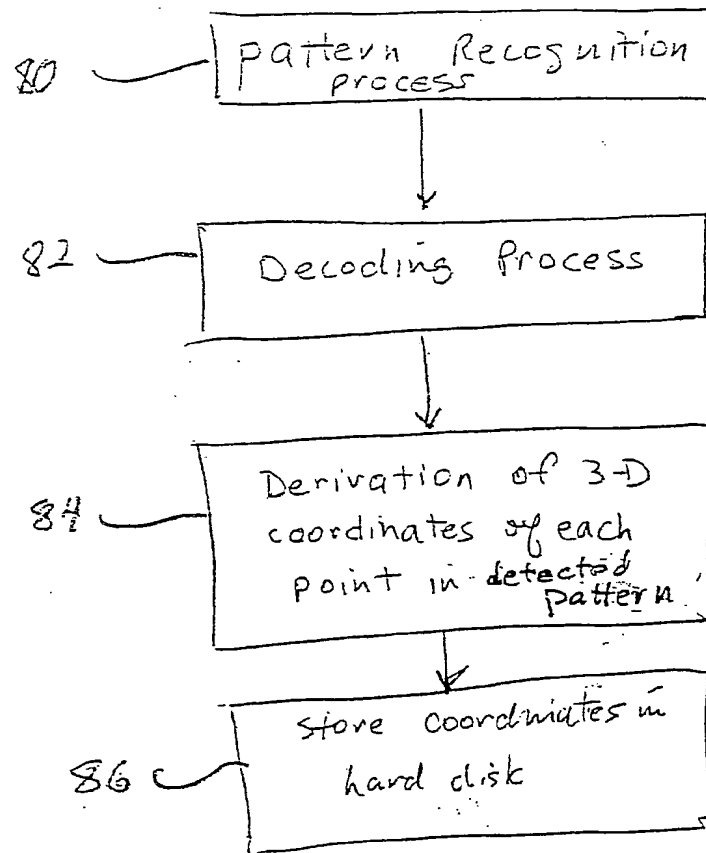 80
pattern Recognition
process
82
Decoding Process
84
Derivation of 3-D
coordinates of each
point in detected
pattern
86
store coordinates in
hard disk